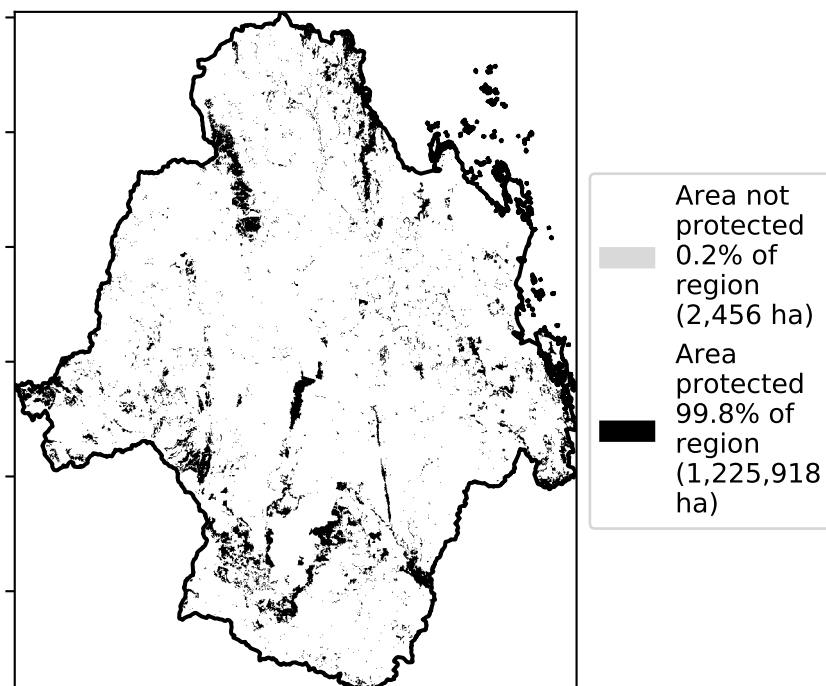 Area not
protected
0.2% of
region
(2,456 ha)
Area
protected
99.8% of
region
(1,225,918
ha)